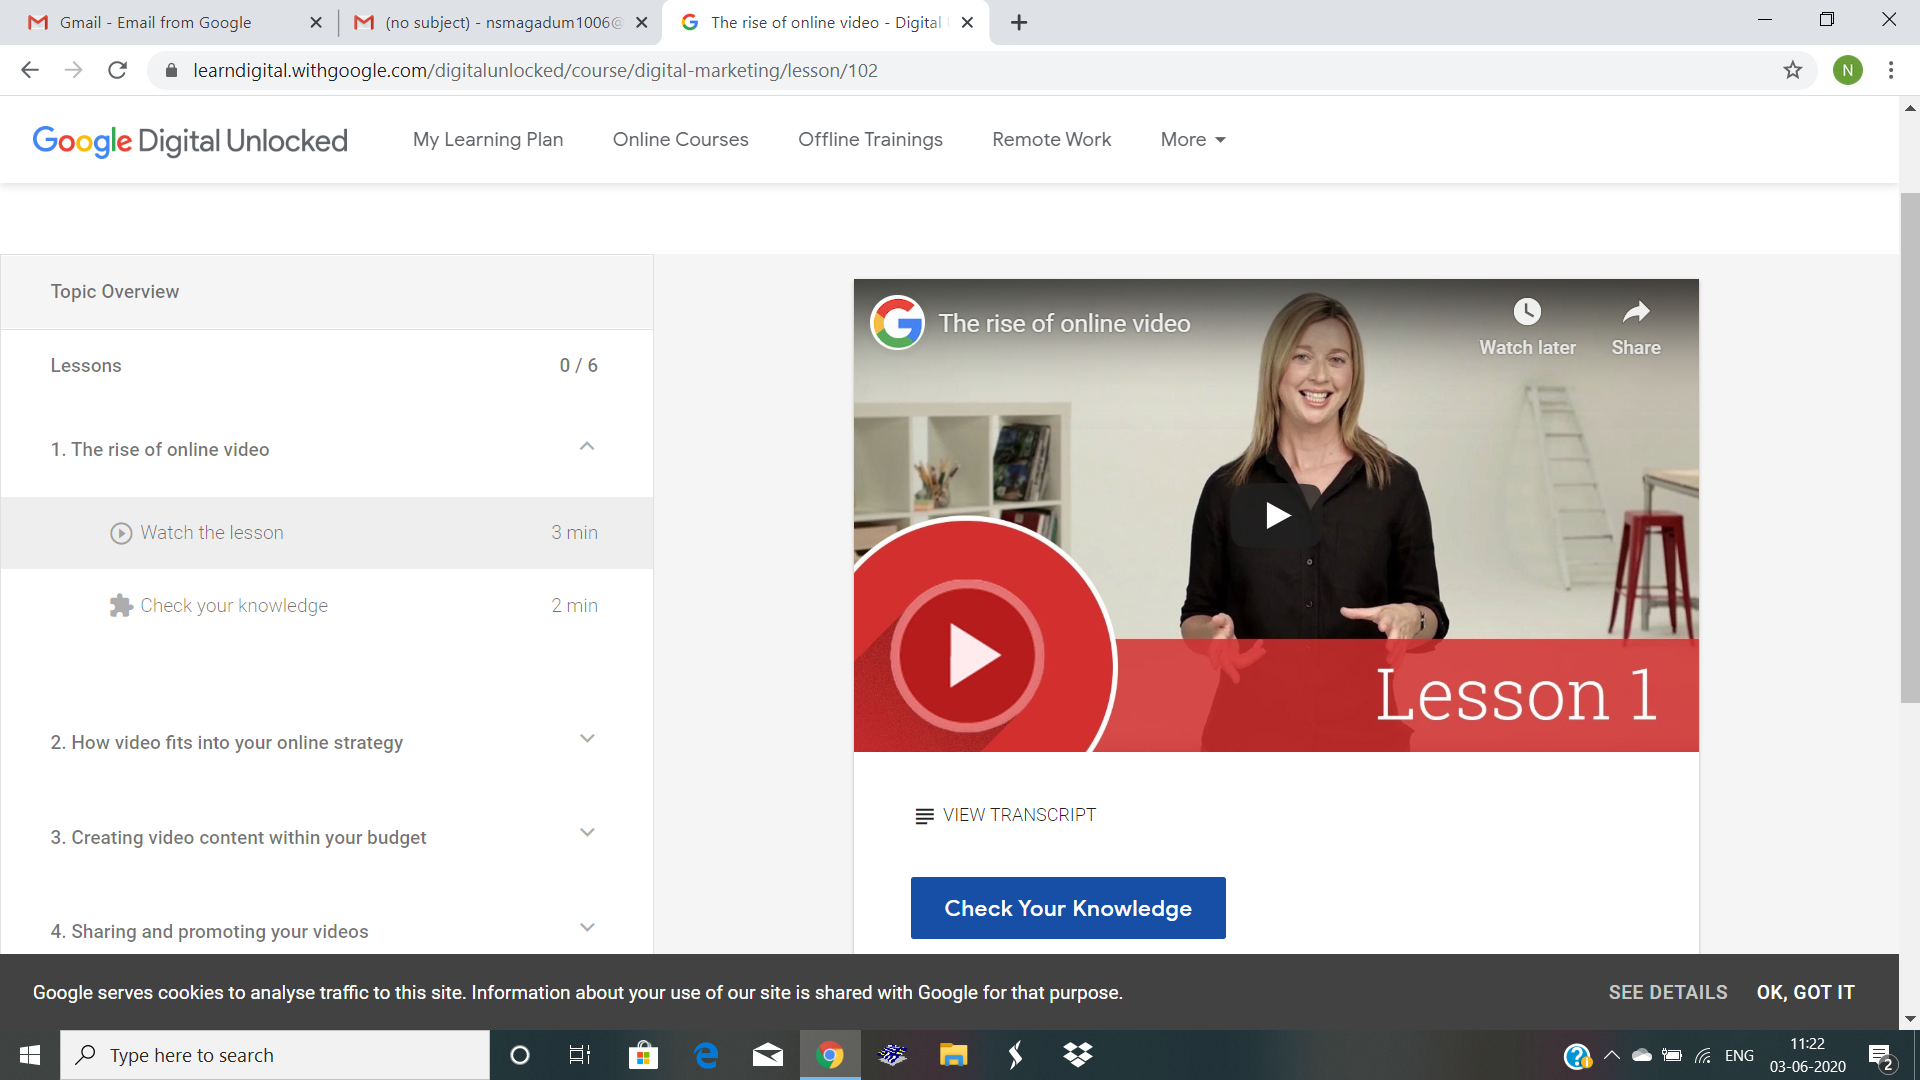 Gmail - Email from Google
(no subject) - nsmagadum1006@
The rise of online video - Digital
learndigital.withgoogle.com/digitalunlocked/course/digital-marketing/lesson/102
N
Google Digital Unlocked
My Learning Plan
Online Courses
Offline Trainings
Remote Work
More
Topic Overview
Lessons
0 / 6
1. The rise of online video
Watch the lesson
3 min
Check your knowledge
2 min
2. How video fits into your online strategy
3. Creating video content within your budget
4. Sharing and promoting your videos
The rise of online video
Watch later
Share
Lesson 1
VIEW TRANSCRIPT
Check Your Knowledge
Google serves cookies to analyse traffic to this site. Information about your use of our site is shared with Google for that purpose.
SEE DETAILS
OK, GOT IT
Type here to search
ENG
11:22
03-06-2020
2